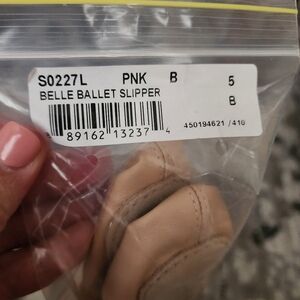 S0227L PNK B 5
BELLE BALLET SLIPPER B
89162 13237 4
450194621 /410